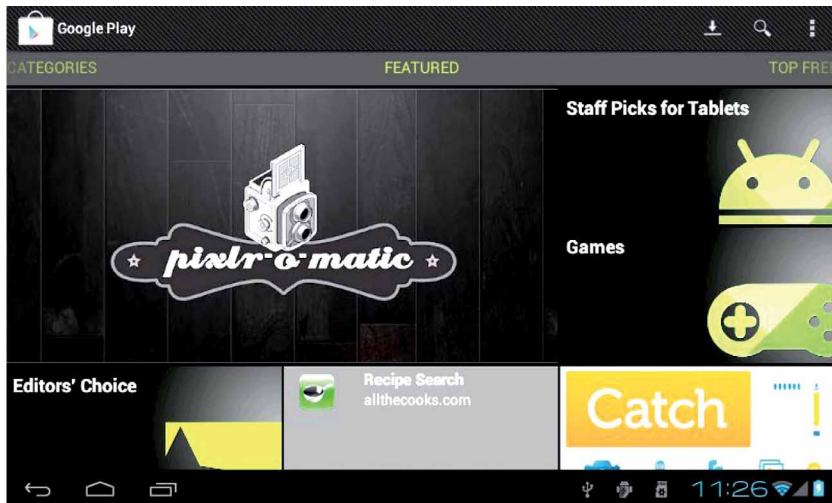 Google Play
CATEGORIES
FEATURED
TOP FREE
Staff Picks for Tablets
pixlr-o-matic
Games
Editors' Choice
Recipe Search
allthecooks.com
Catch
11:26